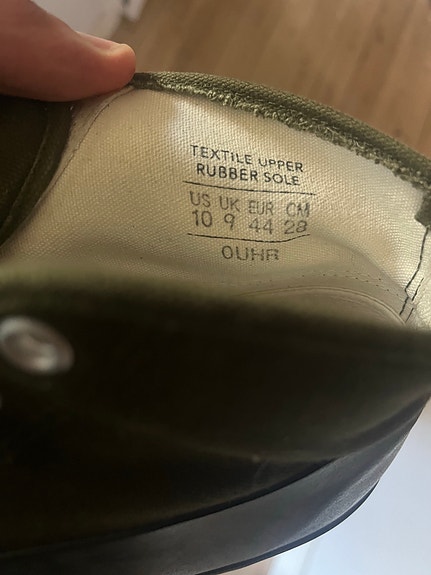 TEXTILE UPPER
RUBBER SOLE
US UK EUR CM
10 9 44 28
OUHR